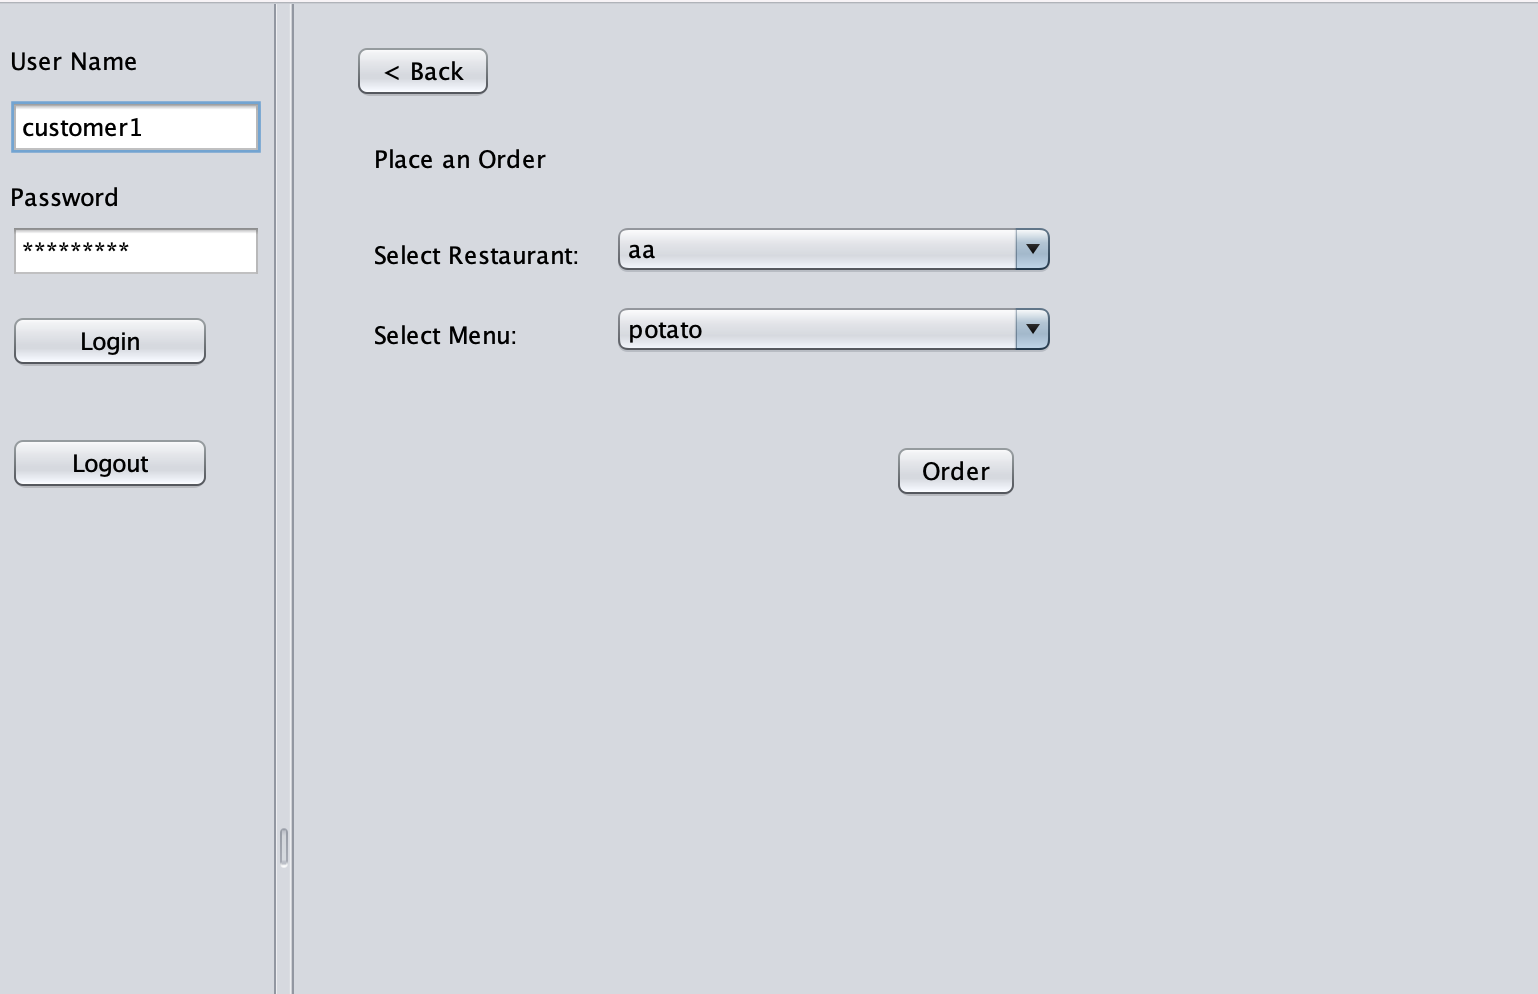 User Name
customer1
Password
*********
Login
Logout
< Back
Place an Order
Select Restaurant:
aa
Select Menu:
potato
Order